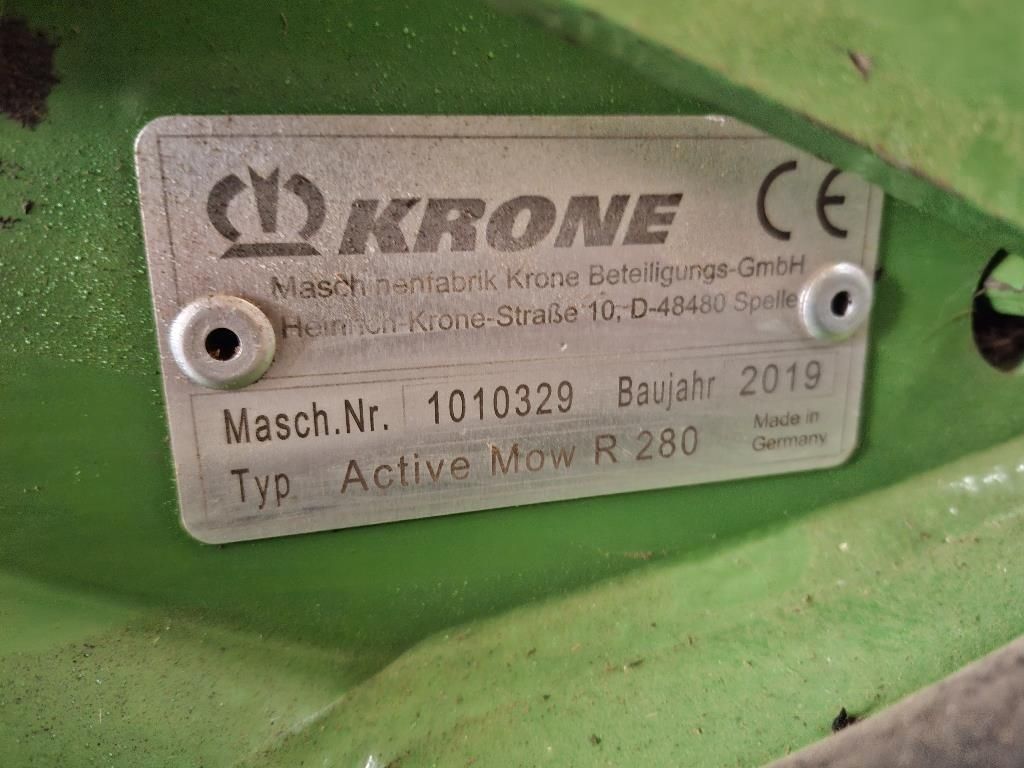 KRONE CE
Maschinenfabrik Krone Beteiligungs-GmbH
Heinrich-Krone-Straße 10, D-48480 Spelle
Masch.Nr. 1010329 Baujahr 2019
Typ Active Mow R 280
Made in
Germany